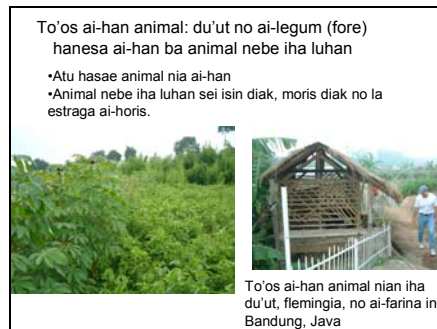 To'os ai-han animal: du'ut no ai-legum (fore)
hanesa ai-han ba animal nebe iha luhan
•Atu hasae animal nia ai-han
•Animal nebe iha luhan sei isin diak, moris diak no la
estraga ai-horis.
To'os ai-han animal nian iha
du'ut, flemingia, no ai-farina in
Bandung, Java